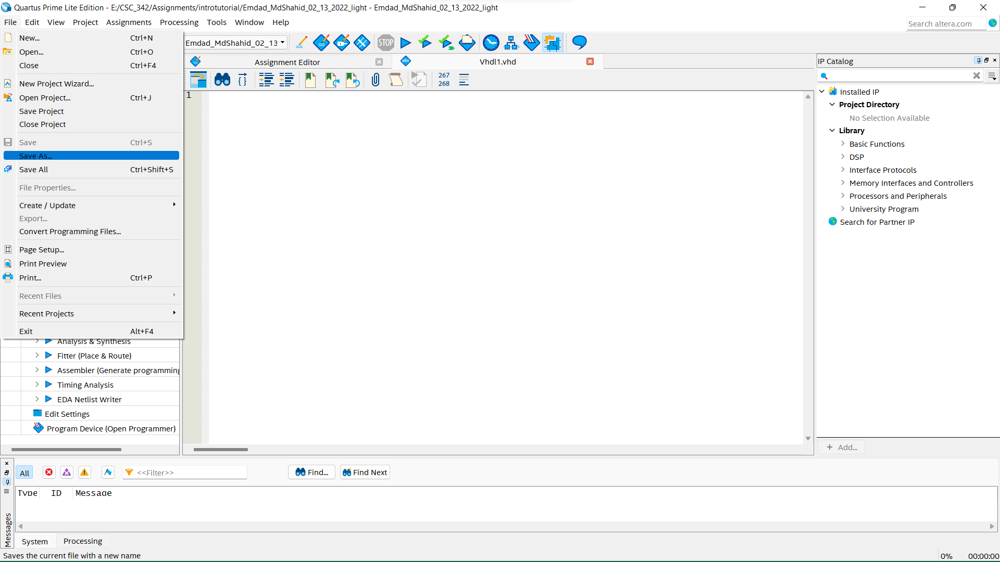 Quartus Prime Lite Edition - E:/CSC_342/Assignments/introtutorial/Emdad_MdShahid_02_13_2022_light - Emdad_MdShahid_02_13_2022_light
File Edit View Project Assignments Processing Tools Window Help
Search altera.com
New... Ctrl+N
Open... Ctrl+O
Close Ctrl+F4
New Project Wizard...
Open Project... Ctrl+J
Save Project
Close Project
Save Ctrl+S
Save As...
Save All Ctrl+Shift+S
File Properties...
Create / Update
Export...
Convert Programming Files...
Page Setup...
Print Preview
Print... Ctrl+P
Recent Files
Recent Projects
Exit Alt+F4
Analysis & Synthesis
Fitter (Place & Route)
Assembler (Generate programming
Timing Analysis
EDA Netlist Writer
Edit Settings
Program Device (Open Programmer)
Emdad_MdShahid_02_13
STOP
Assignment Editor
abc
Vhdl1.vhd
{}
267
268
1
IP Catalog
Installed IP
Project Directory
No Selection Available
Library
Basic Functions
DSP
Interface Protocols
Memory Interfaces and Controllers
Processors and Peripherals
University Program
Search for Partner IP
+ Add...
Messages
All
<<Filter>>
Find...
Find Next
Type ID Message
System Processing
Saves the current file with a new name
0% 00:00:00